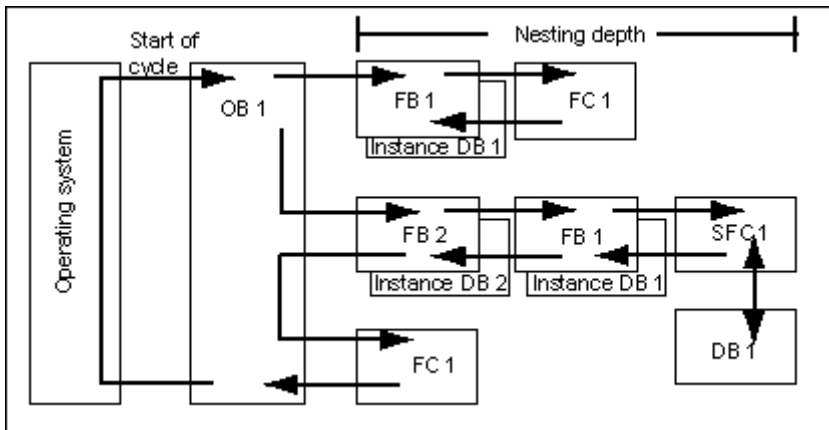 Start of
cycle
Nesting depth
Operating system
OB 1
FB 1
FC 1
Instance DB 1
FB 2
FB 1
SFC 1
Instance DB 2
Instance DB 1
FC 1
DB 1